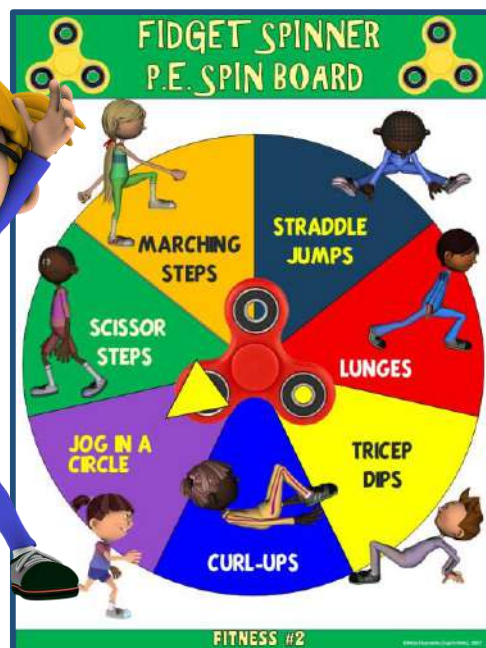 FIDGET SPINNER
P.E. SPIN BOARD
MARCHING
STEPS
STRADDLE
JUMPS
SCISSOR
STEPS
LUNGES
JOG IN A
CIRCLE
TRICEP
DIPS
CURL-UPS
FITNESS #2